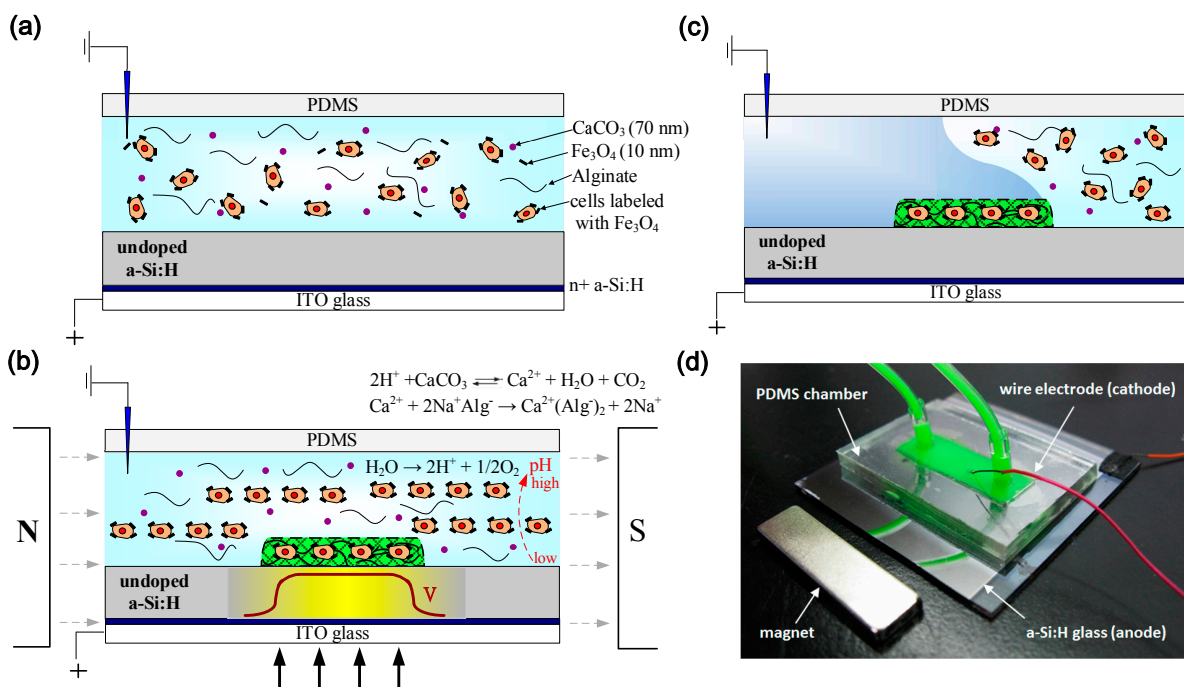 (a)
PDMS
CaCO₃ (70 nm)
Fe₃O₄ (10 nm)
Alginate
cells labeled
with Fe₃O₄
undoped
a-Si:H
n+ a-Si:H
ITO glass
+
(b)
2H⁺ +CaCO₃ ⇌ Ca²⁺ + H₂O + CO₂
Ca²⁺ + 2Na⁺Alg⁻ → Ca²⁺(Alg⁻)₂ + 2Na⁺
PDMS
H₂O → 2H⁺ + 1/2O₂
pH
high
low
N
S
undoped
a-Si:H
V
ITO glass
+
(c)
PDMS
undoped
a-Si:H
ITO glass
+
(d)
PDMS chamber
wire electrode (cathode)
magnet
a-Si:H glass (anode)